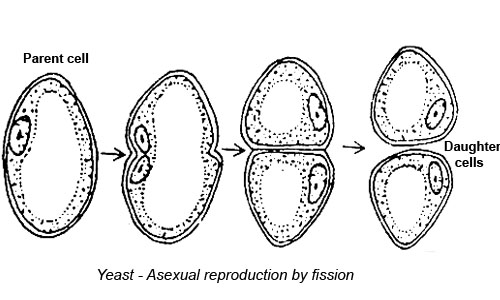 Parent cell
Daughter
cells
Yeast - Asexual reproduction by fission